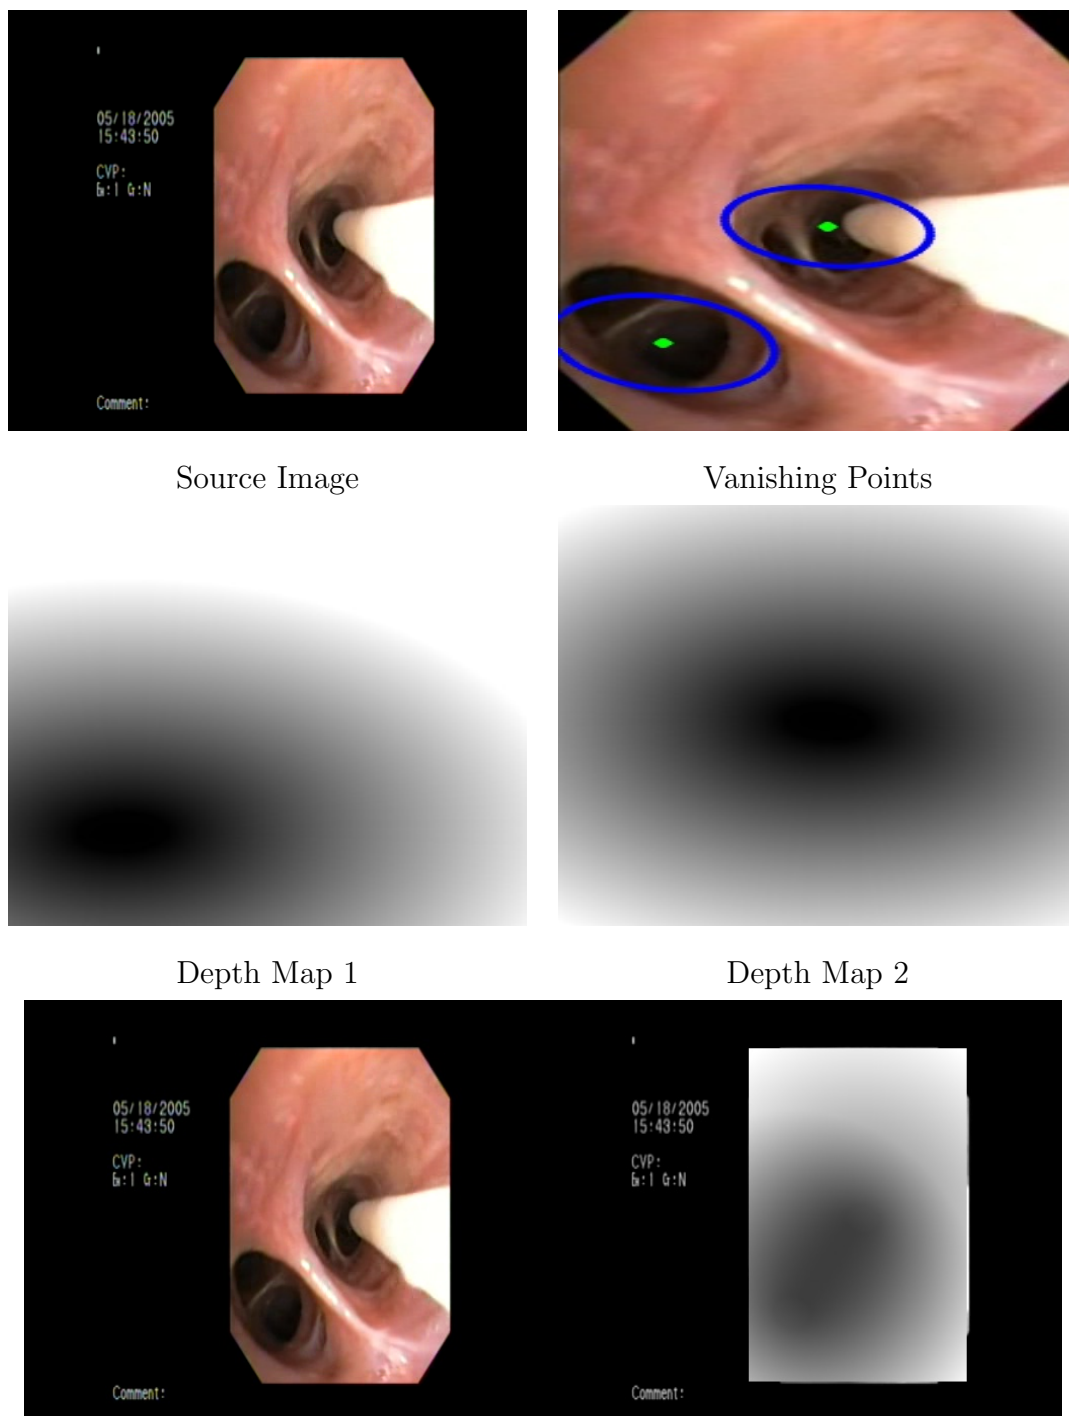 05/18/2005
15:43:50
CVP:
Comment:
Source Image
Vanishing Points
Depth Map 1
Depth Map 2
05/18/2005
15:43:50
CVP:
Comment:
05/18/2005
15:43:50
CVP:
Comment: